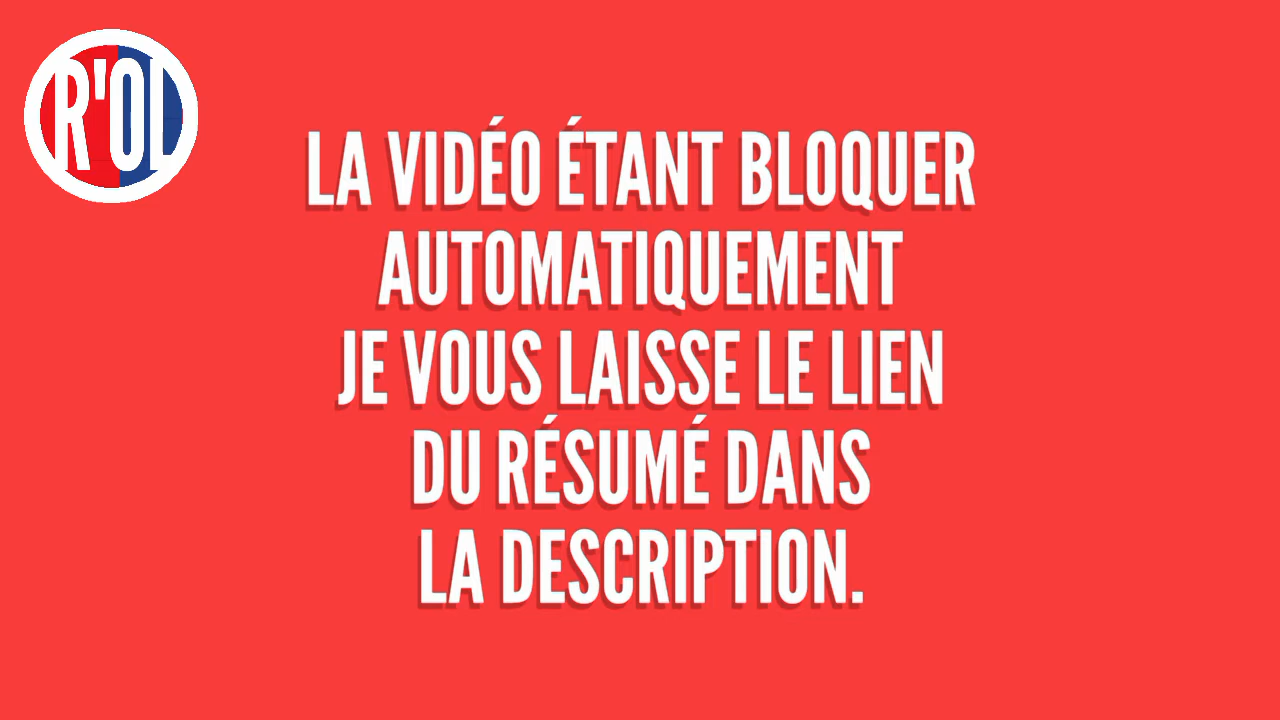 R'OL
LA VIDÉO ÉTANT BLOQUER
AUTOMATIQUEMENT
JE VOUS LAISSE LE LIEN
DU RÉSUMÉ DANS
LA DESCRIPTION.